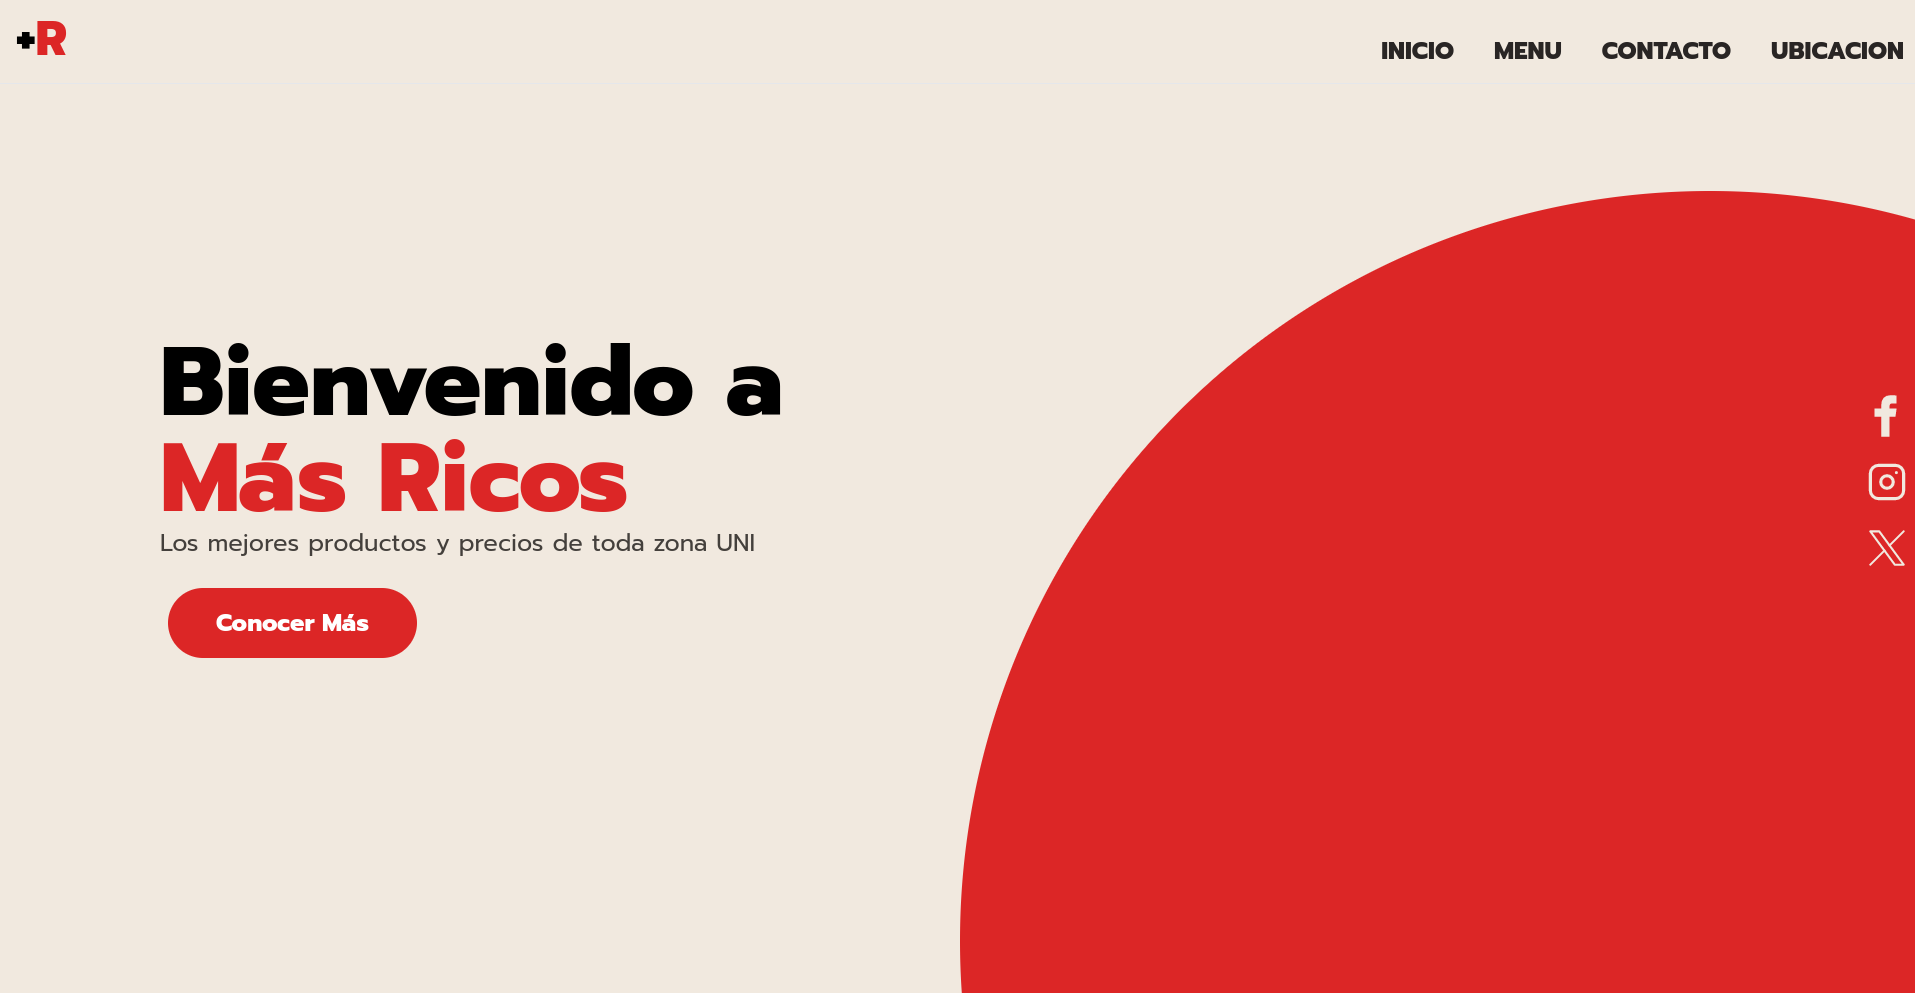 +R
INICIO MENU CONTACTO UBICACION
Bienvenido a
Más Ricos
Los mejores productos y precios de toda zona UNI
Conocer Más